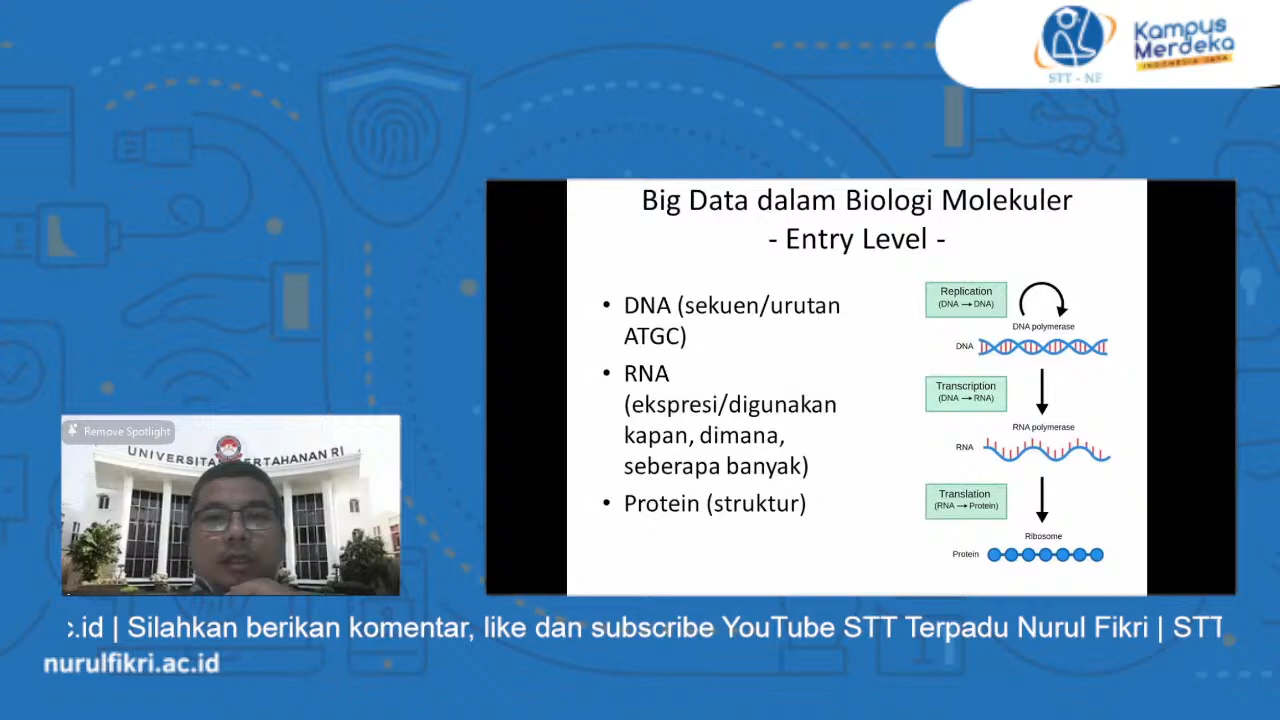 STT - NF
Kampus
Merdeka
INDONESIA JAYA
Big Data dalam Biologi Molekuler
- Entry Level -
• DNA (sekuen/urutan
ATGC)
• RNA
(ekspresi/digunakan
kapan, dimana,
seberapa banyak)
• Protein (struktur)
Replication
(DNA → DNA)
DNA polymerase
DNA
Transcription
(DNA → RNA)
RNA polymerase
RNA
Translation
(RNA → Protein)
Ribosome
Protein
Remove Spotlight
UNIVERSITAS PERTAHANAN RI
c.id | Silahkan berikan komentar, like dan subscribe YouTube STT Terpadu Nurul Fikri | STT
nurulfikri.ac.id